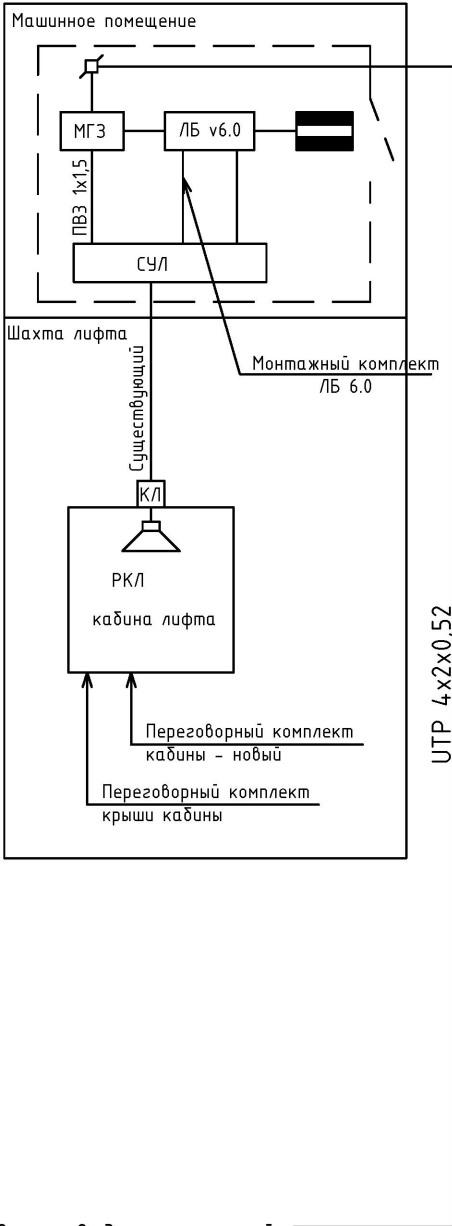 Машинное помещение
МГЗ
ЛБ v6.0
ПВЗ 1x1,5
СУЛ
Шахта лифта
Существующий
Монтажный комплект
ЛБ 6.0
КЛ
РКЛ
кабина лифта
UTP 4x2x0,52
Переговорный комплект
кабины – новый
Переговорный комплект
крыши кабины